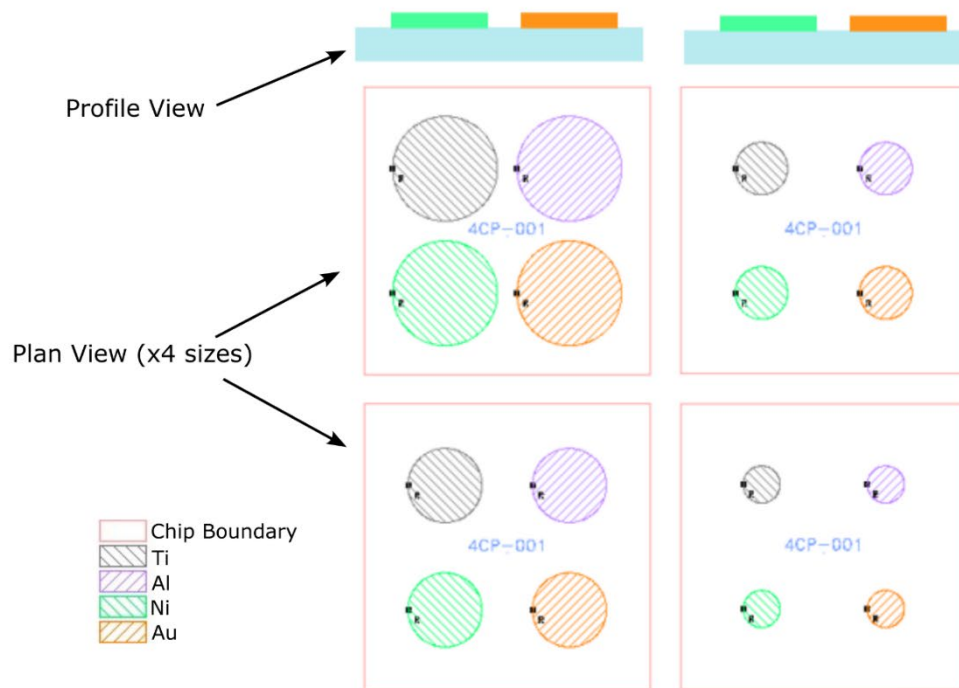 Profile View
4CP-001
4CP-001
Plan View (x4 sizes)
4CP-001
4CP-001
Chip Boundary
Ti
Al
Ni
Au